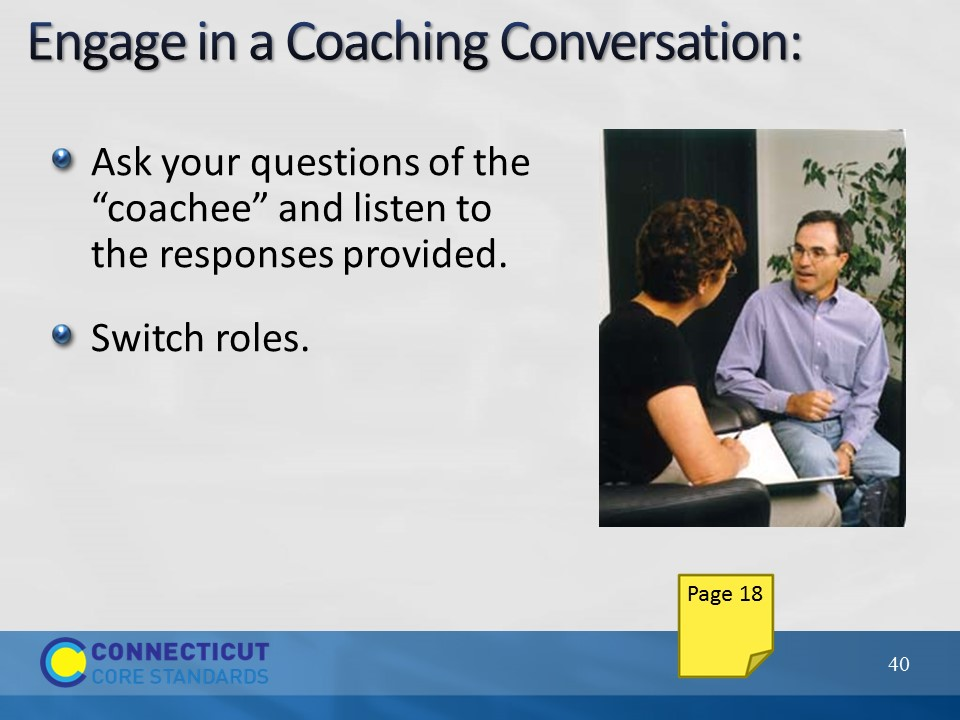 Engage in a Coaching Conversation:
Ask your questions of the
“coachee” and listen to
the responses provided.
Switch roles.
Page 18
CONNECTICUT
CORE STANDARDS
40